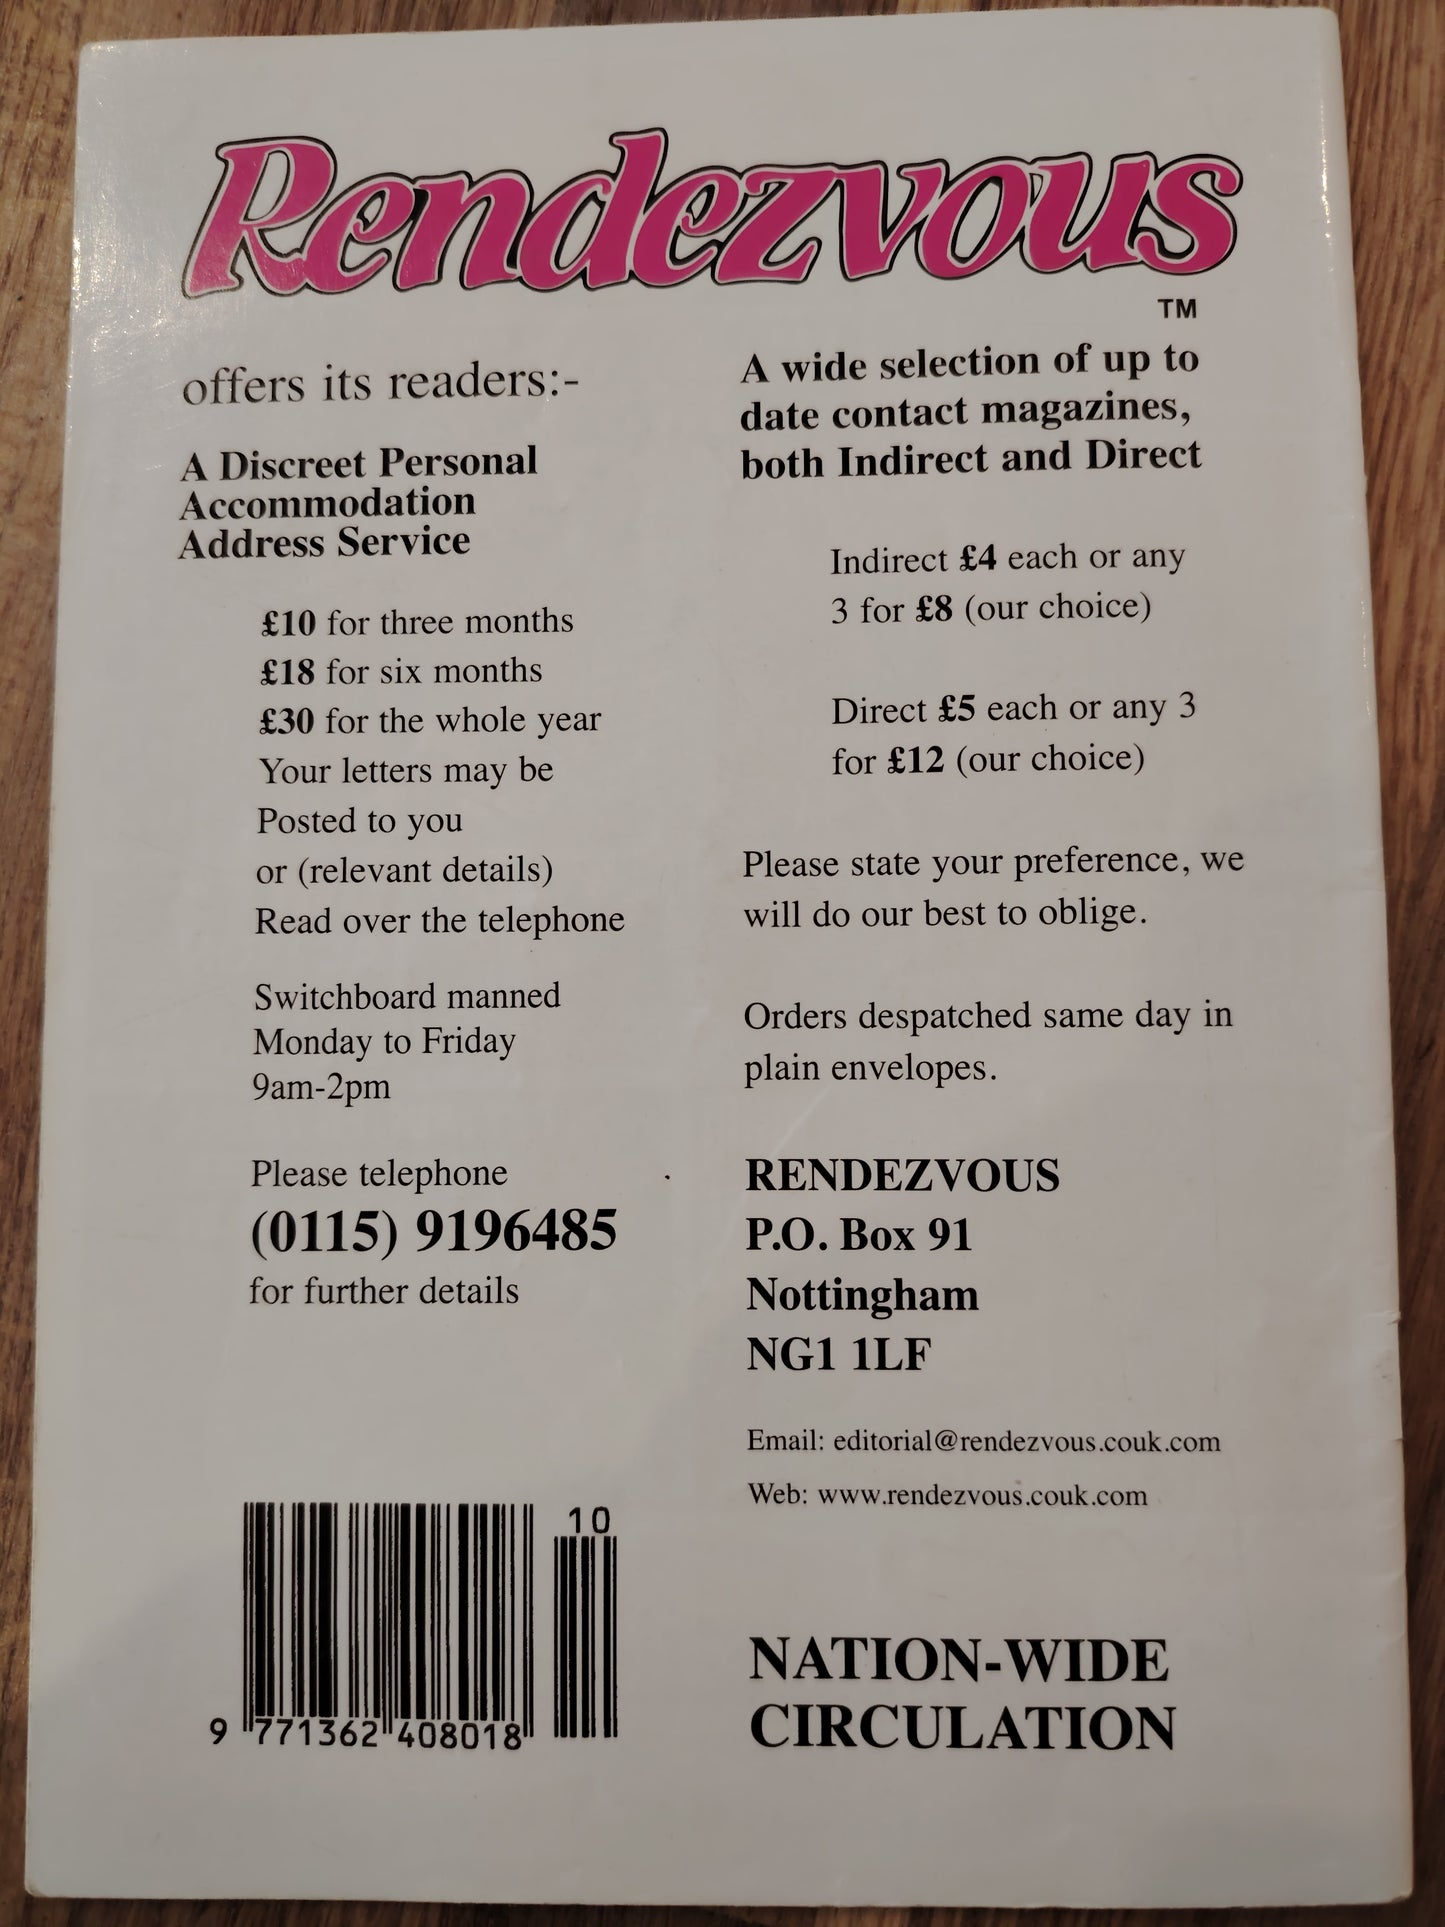 Rendezvous
TM
offers its readers:-
A Discreet Personal
Accommodation
Address Service
£10 for three months
£18 for six months
£30 for the whole year
Your letters may be
Posted to you
or (relevant details)
Read over the telephone
Switchboard manned
Monday to Friday
9am-2pm
Please telephone
(0115) 9196485
for further details
A wide selection of up to
date contact magazines,
both Indirect and Direct
Indirect £4 each or any
3 for £8 (our choice)
Direct £5 each or any 3
for £12 (our choice)
Please state your preference, we
will do our best to oblige.
Orders despatched same day in
plain envelopes.
RENDEZVOUS
P.O. Box 91
Nottingham
NG1 1LF
Email: editorial@rendezvous.couk.com
Web: www.rendezvous.couk.com
NATION-WIDE
CIRCULATION
10
9 771362 408018